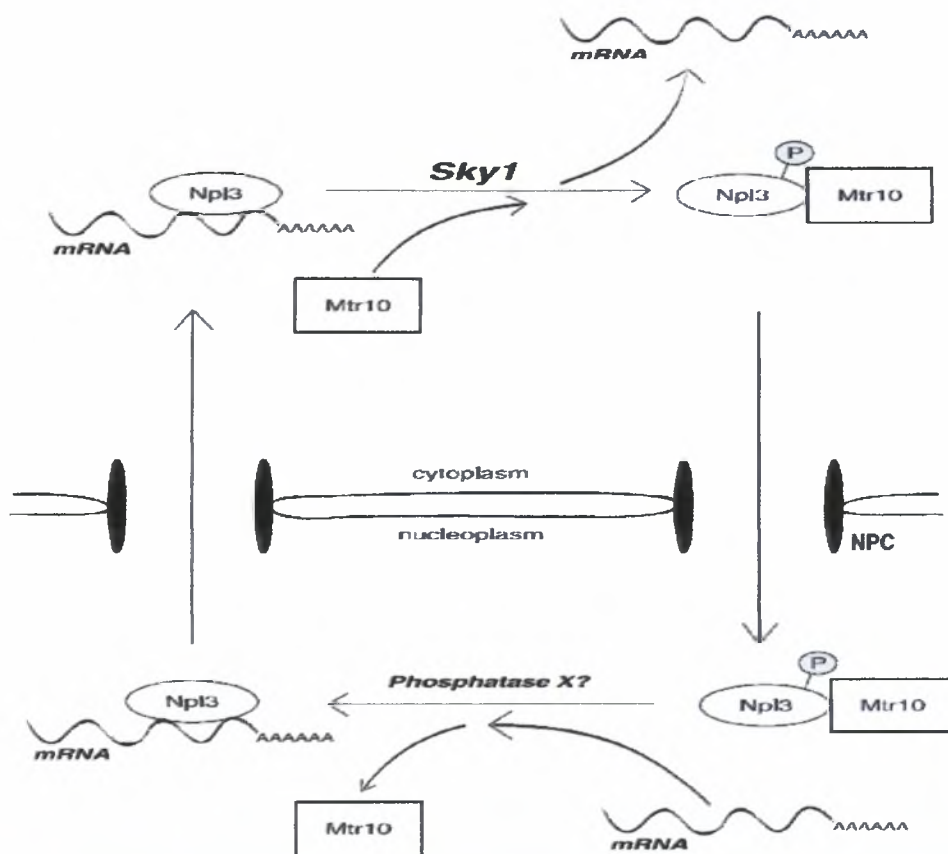 AAAAAA
mRNA
P
Sky1
Npl3
Npl3
Mtr10
AAAAAA
mRNA
Mtr10
cytoplasm
nucleoplasm
NPC
P
Phosphatase X?
Npl3
Npl3
Mtr10
AAAAAA
mRNA
Mtr10
AAAAAA
mRNA